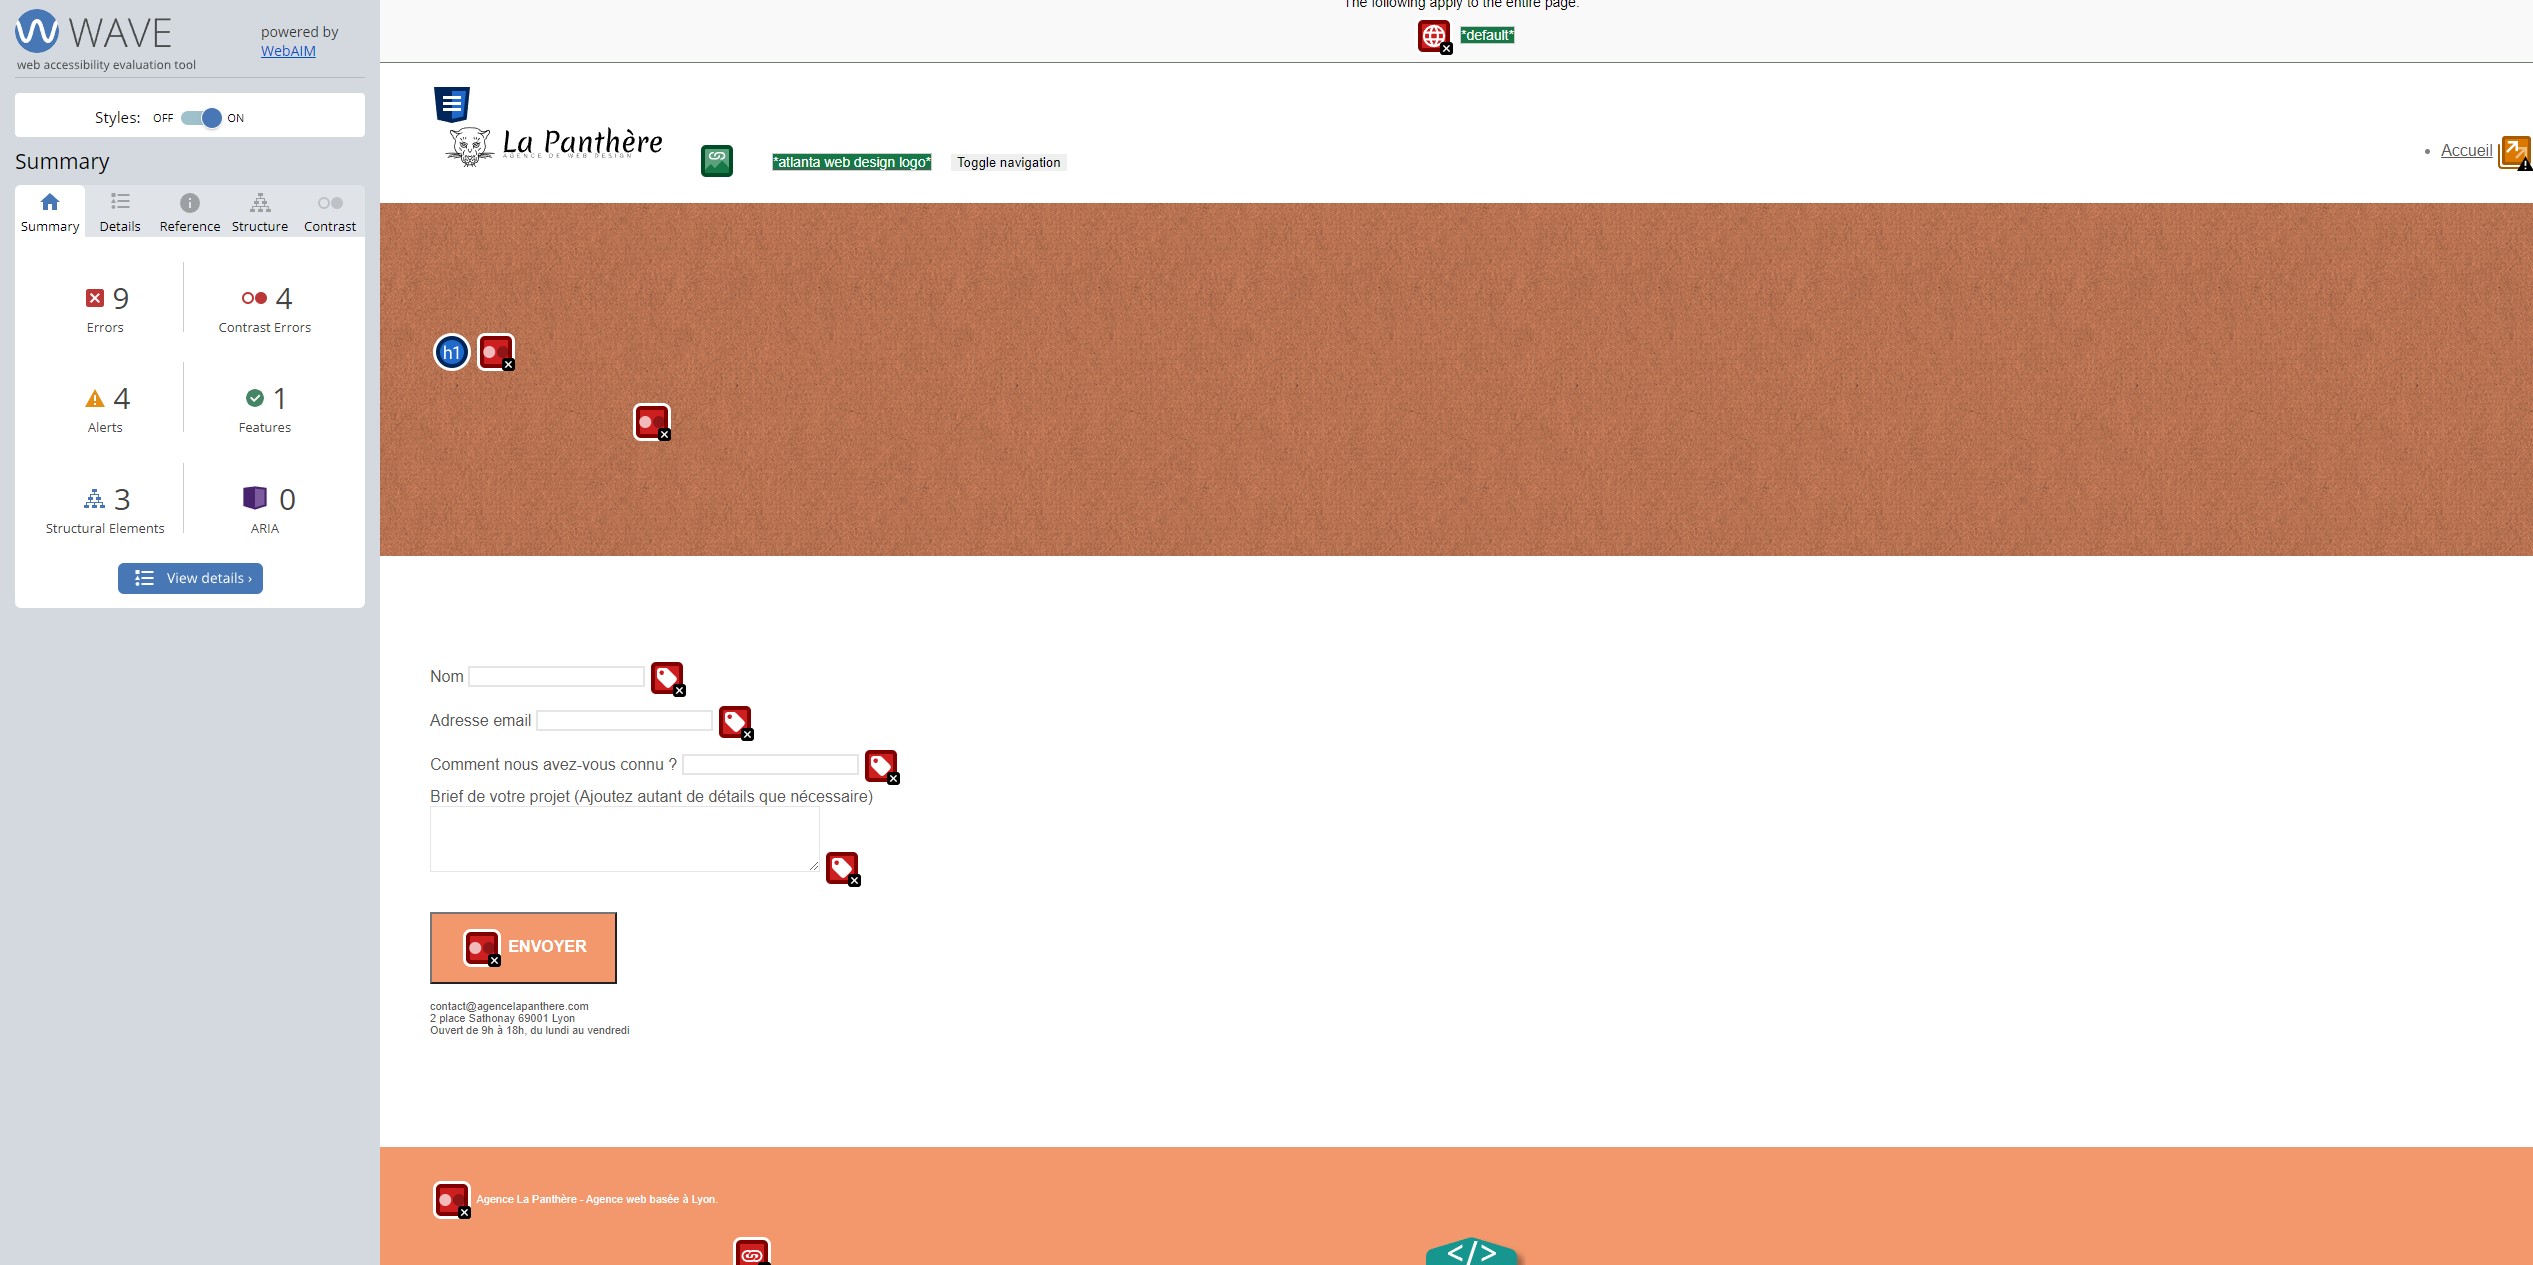 WAVE
powered by
WebAIM
web accessibility evaluation tool
Styles: OFF ON
Summary
Summary Details Reference Structure Contrast
9 Errors
4 Contrast Errors
4 Alerts
1 Features
3 Structural Elements
0 ARIA
View details ›
The following apply to the entire page.
*default*
La Panthère
AGENCE DE WEB DESIGN
*atlanta web design logo*
Toggle navigation
Accueil
h1
Nom
Adresse email
Comment nous avez-vous connu ?
Brief de votre projet (Ajoutez autant de détails que nécessaire)
ENVOYER
contact@agencelapanthere.com
2 place Sathonay 69001 Lyon
Ouvert de 9h à 18h, du lundi au vendredi
Agence La Panthère - Agence web basée à Lyon.
</>